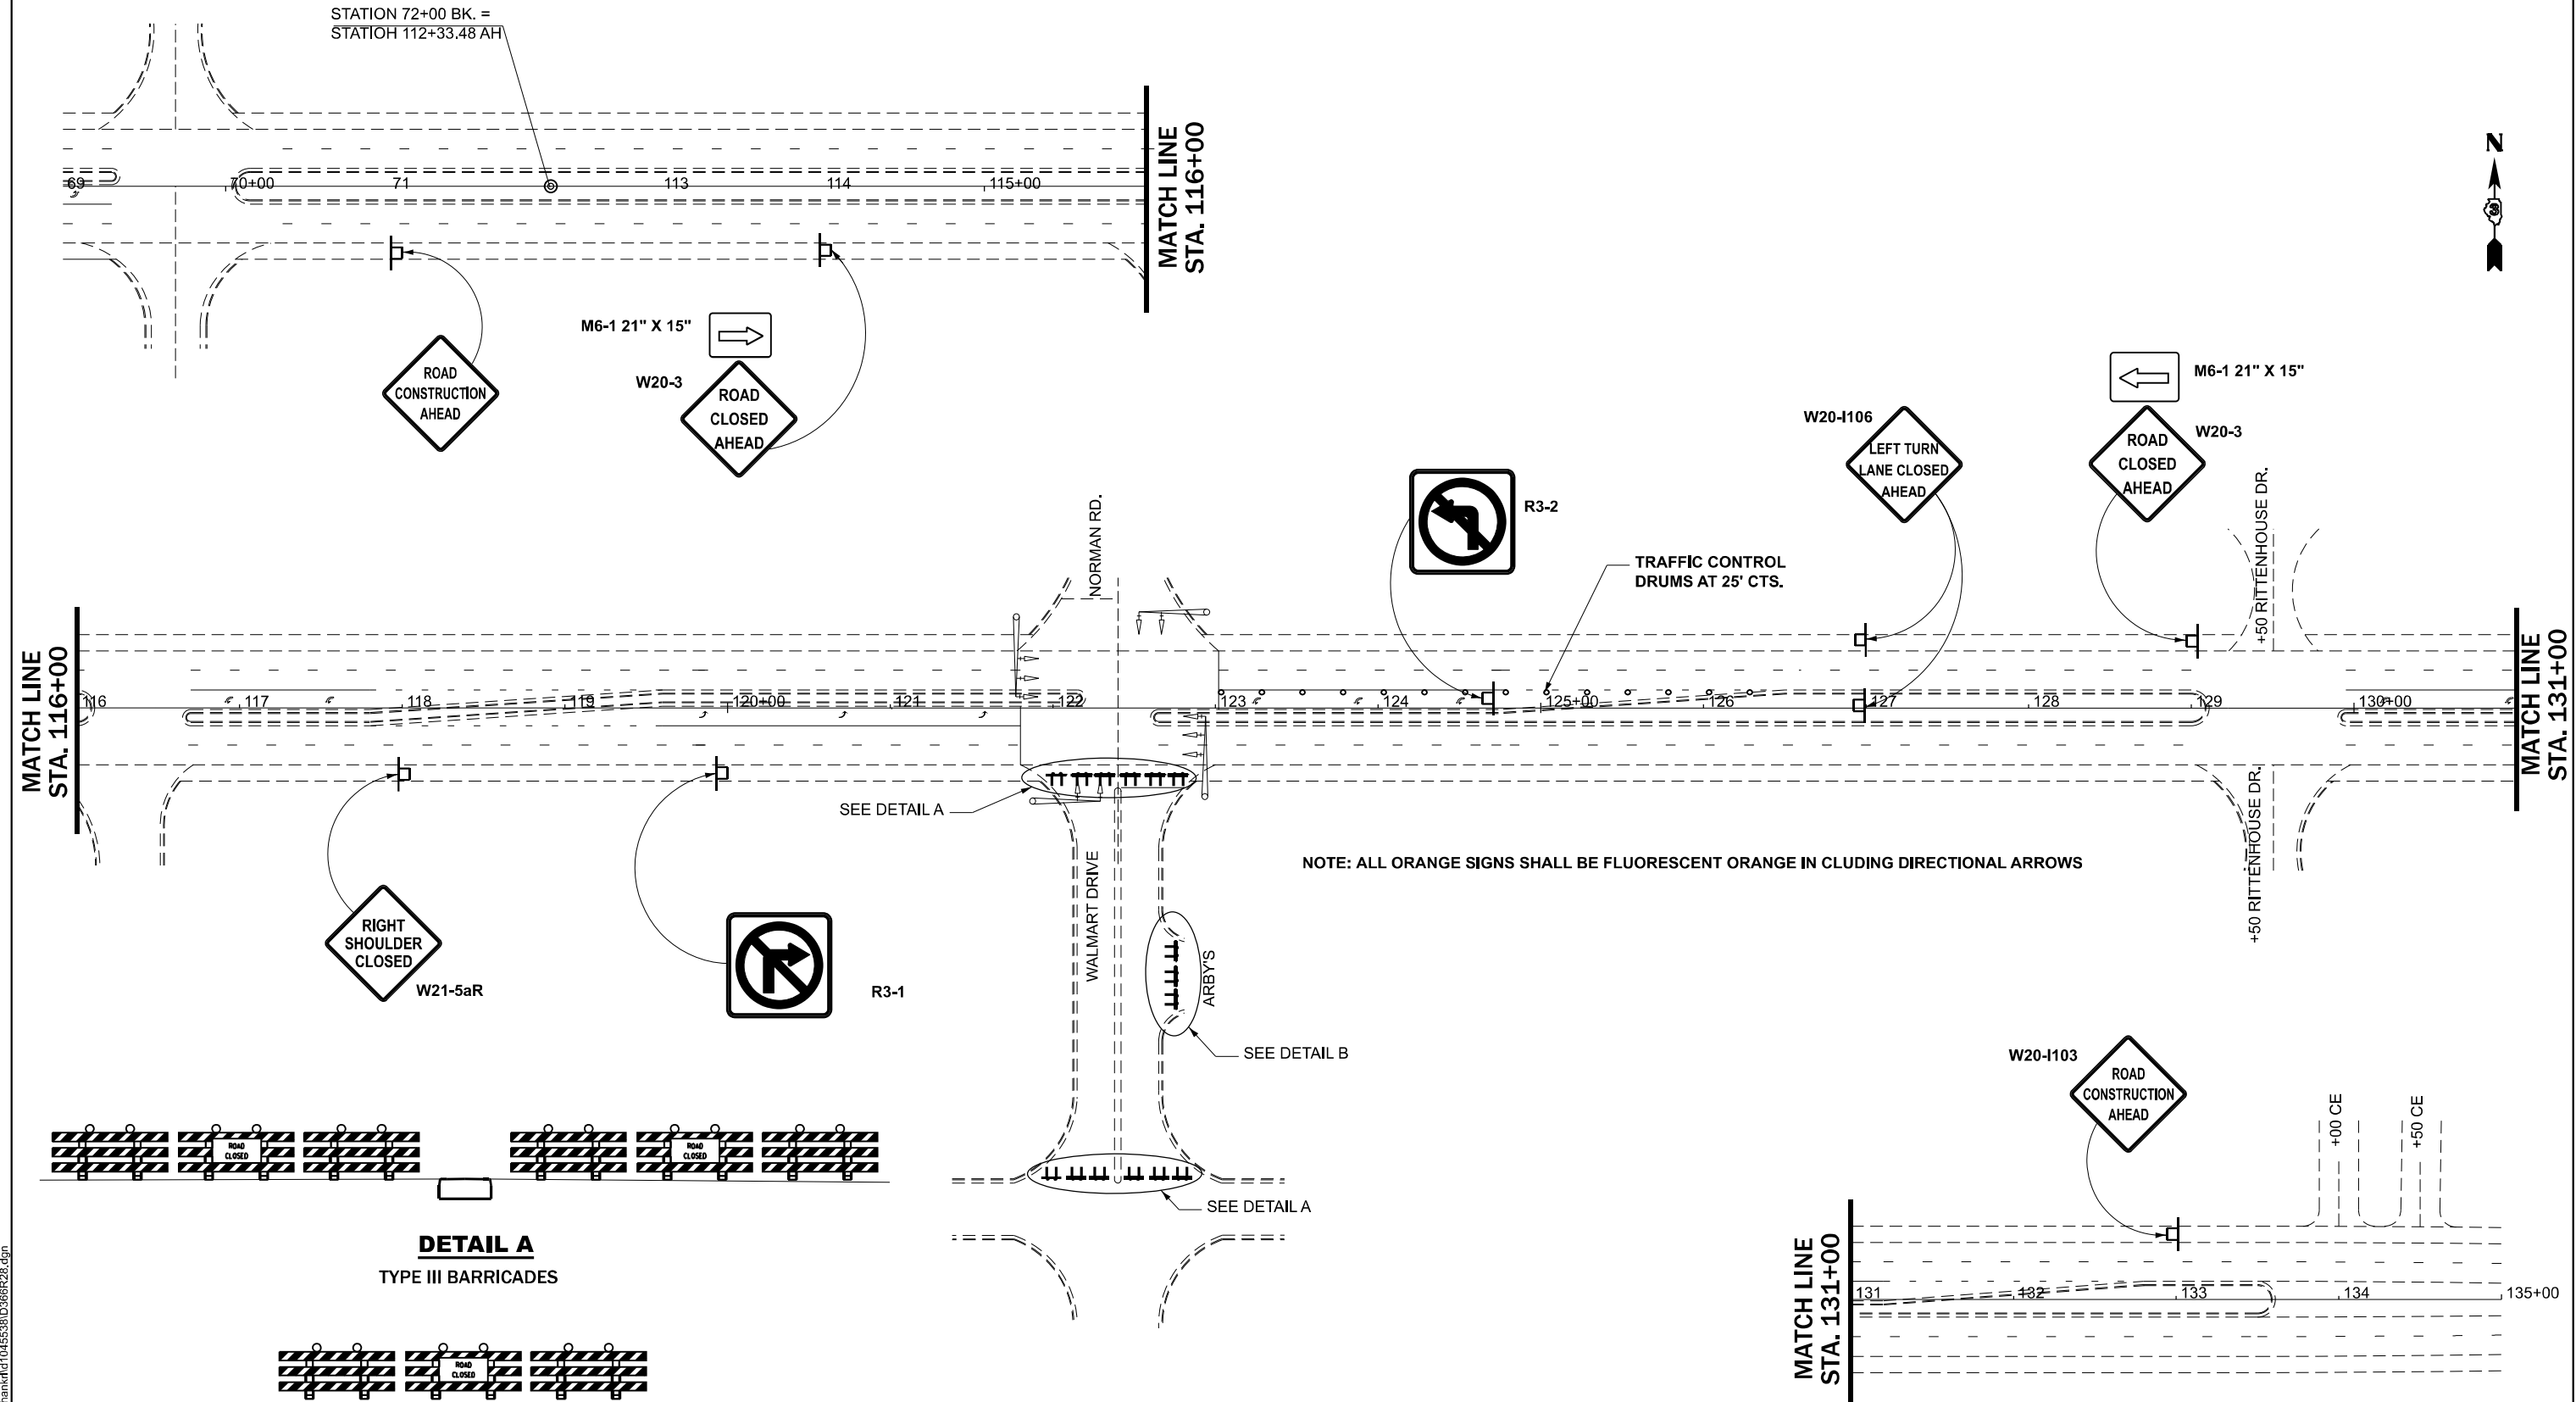 STATION 72+00 BK. =
STATIOH 112+33.48 AH
69
70+00
71
113
114
115+00
MATCH LINE
STA. 116+00
N
3
ROAD
CONSTRUCTION
AHEAD
M6-1 21" X 15"
W20-3
ROAD
CLOSED
AHEAD
M6-1 21" X 15"
W20-3
ROAD
CLOSED
AHEAD
W20-I106
LEFT TURN
LANE CLOSED
AHEAD
R3-2
TRAFFIC CONTROL
DRUMS AT 25' CTS.
NORMAN RD.
+50 RITTENHOUSE DR.
MATCH LINE
STA. 116+00
116
117
118
119
120+00
121
122
123
124
125+00
126
127
128
129
130+00
MATCH LINE
STA. 131+00
SEE DETAIL A
WALMART DRIVE
NOTE: ALL ORANGE SIGNS SHALL BE FLUORESCENT ORANGE IN CLUDING DIRECTIONAL ARROWS
+50 RITTENHOUSE DR.
RIGHT
SHOULDER
CLOSED
W21-5aR
R3-1
ARBY'S
SEE DETAIL B
SEE DETAIL A
W20-I103
ROAD
CONSTRUCTION
AHEAD
+00 CE
+50 CE
MATCH LINE
STA. 131+00
131
132
133
134
135+00
ROAD
CLOSED
ROAD
CLOSED
DETAIL A
TYPE III BARRICADES
ROAD
CLOSED